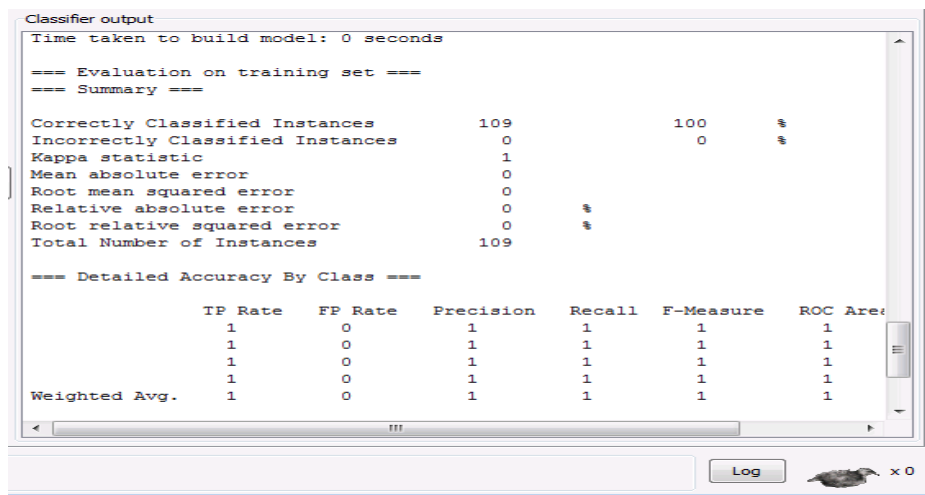 Classifier output
Time taken to build model: 0 seconds
=== Evaluation on training set ===
=== Summary ===
Correctly Classified Instances 109 100 %
Incorrectly Classified Instances 0 0 %
Kappa statistic 1
Mean absolute error 0
Root mean squared error 0
Relative absolute error 0 %
Root relative squared error 0 %
Total Number of Instances 109
=== Detailed Accuracy By Class ===
TP Rate FP Rate Precision Recall F-Measure ROC Area
1 0 1 1 1 1
1 0 1 1 1 1
1 0 1 1 1 1
1 0 1 1 1 1
Weighted Avg. 1 0 1 1 1 1
Log x 0